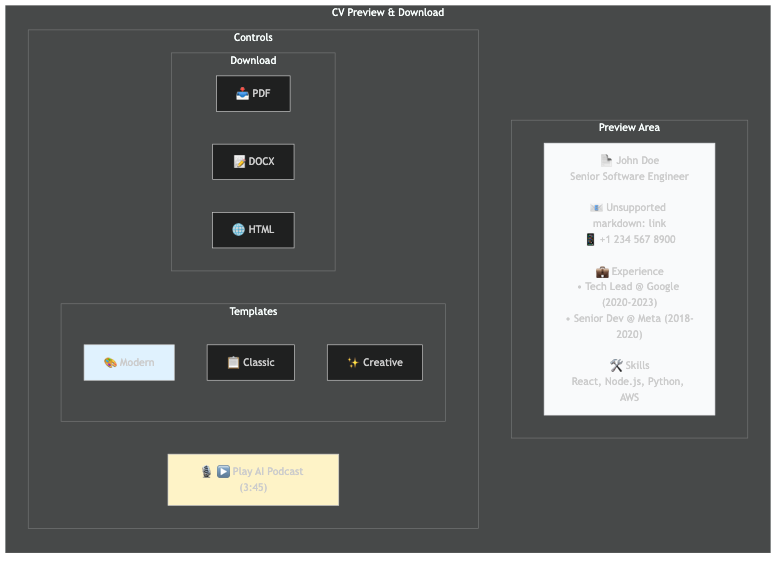 CV Preview & Download
Controls
Download
📥 PDF
📝 DOCX
🌐 HTML
Templates
🎨 Modern
📋 Classic
✨ Creative
🎙️ ▶️ Play AI Podcast
(3:45)
Preview Area
📄 John Doe
Senior Software Engineer
📧 Unsupported
markdown: link
📱 +1 234 567 8900
💼 Experience
• Tech Lead @ Google
(2020-2023)
• Senior Dev @ Meta (2018-
2020)
🛠️ Skills
React, Node.js, Python,
AWS